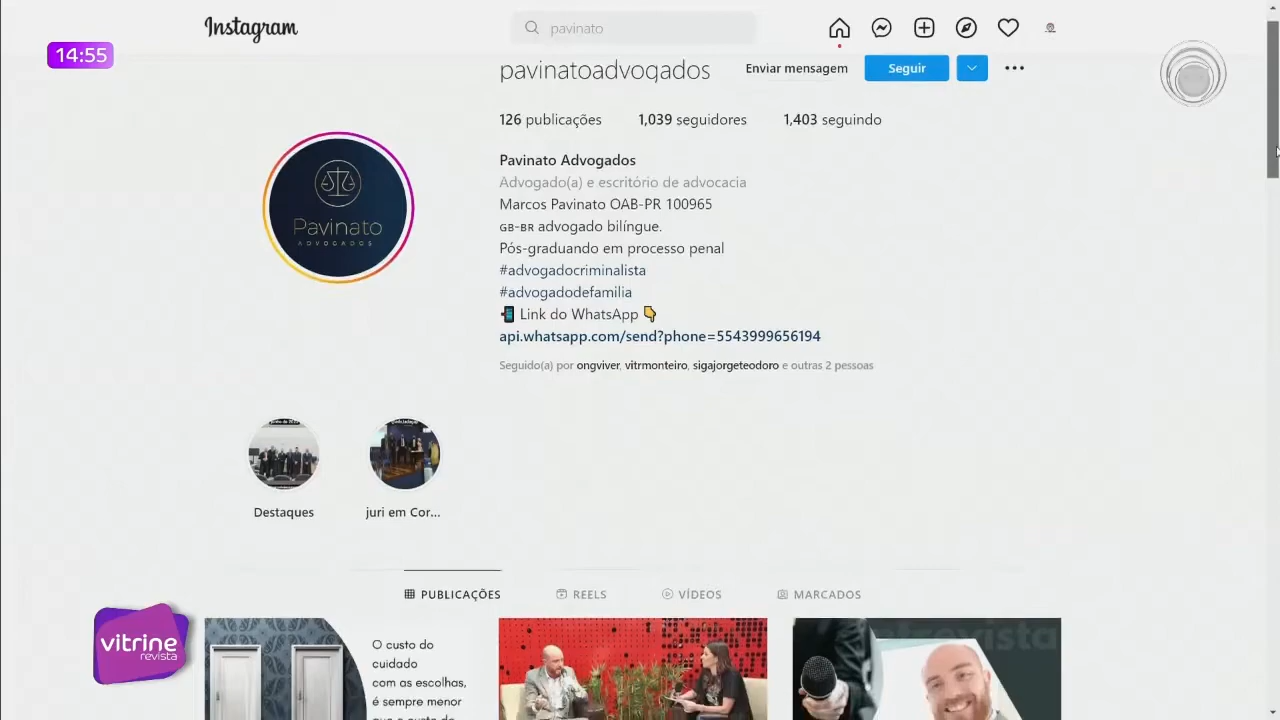 Instagram
pavinato
14:55
pavinatoadvogados
Enviar mensagem
Seguir
126 publicações
1,039 seguidores
1,403 seguindo
Pavinato Advogados
Advogado(a) e escritório de advocacia
Marcos Pavinato OAB-PR 100965
GB-BR advogado bilíngue.
Pós-graduando em processo penal
#advogadocriminalista
#advogadodefamilia
Link do WhatsApp
api.whatsapp.com/send?phone=5543999656194
Seguido(a) por ongviver, vitrmonteiro, sigajorgeteodoro e outras 2 pessoas
Pavinato
ADVOGADOS
Destaques
juri em Cor...
PUBLICAÇÕES
REELS
VÍDEOS
MARCADOS
vitrine
revista
O custo do
cuidado
com as escolhas,
é sempre menor
que o custo do